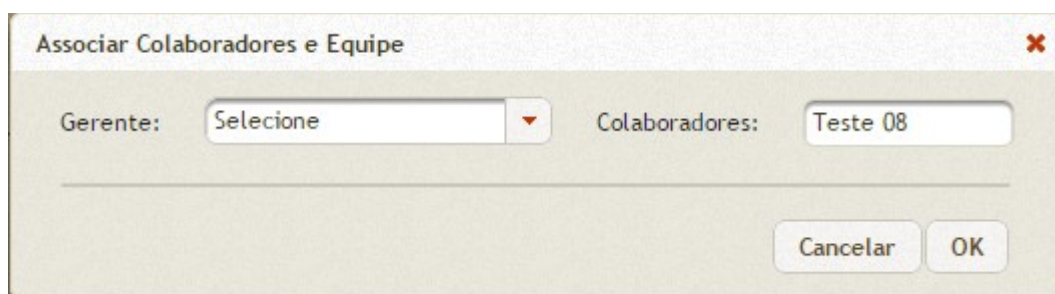 Associar Colaboradores e Equipe
Gerente: Selecione Colaboradores: Teste 08
Cancelar OK